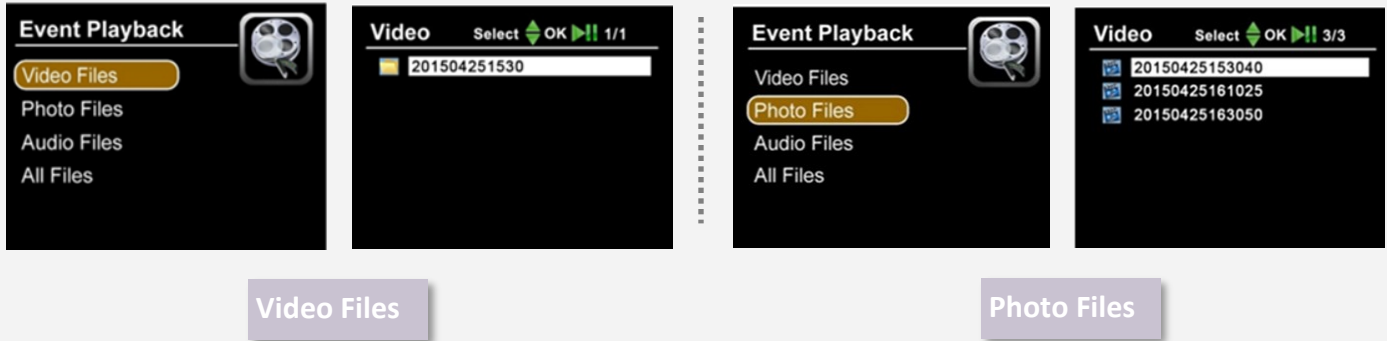 Event Playback
Video Files
Photo Files
Audio Files
All Files
Video Select OK 1/1
201504251530
Video Files
Event Playback
Video Files
Photo Files
Audio Files
All Files
Video Select OK 3/3
20150425153040
20150425161025
20150425163050
Photo Files